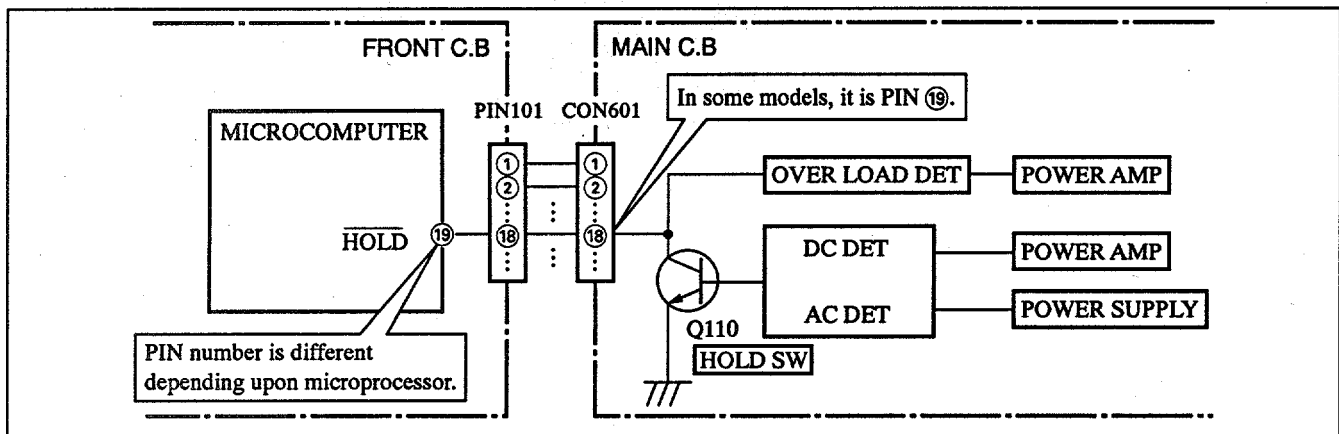 FRONT C.B
MAIN C.B
In some models, it is PIN ⑲.
PIN101
CON601
MICROCOMPUTER
①
①
②
②
OVER LOAD DET
POWER AMP
HOLD
⑲
⑱
⑱
DC DET
POWER AMP
AC DET
POWER SUPPLY
Q110
HOLD SW
PIN number is different
depending upon microprocessor.